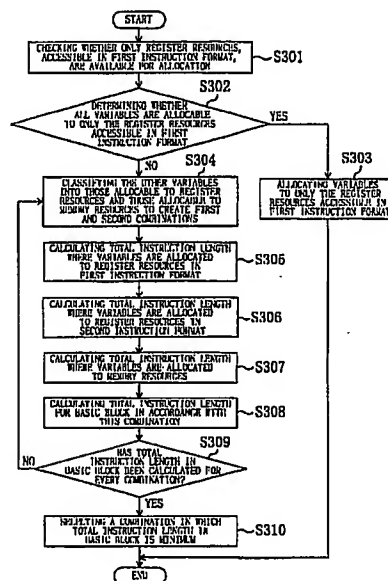 START
CHECKING WHETHER ONLY REGISTER RESOURCES,
ACCESSIBLE IN FIRST INSTRUCTION FORMAT,
ARE AVAILABLE FOR ALLOCATION
S301
S302
DETERMINING WHETHER
ALL VARIABLES ARE ALLOCABLE
TO ONLY THE REGISTER RESOURCES
ACCESSIBLE IN FIRST
INSTRUCTION FORMAT
YES
NO
S303
ALLOCATING VARIABLES
TO ONLY THE REGISTER
RESOURCES ACCESSIBLE IN
FIRST INSTRUCTION FORMAT
S304
CLASSIFYING THE OTHER VARIABLES
INTO THOSE ALLOCABLE TO REGISTER
RESOURCES AND THOSE ALLOCABLE TO
MEMORY RESOURCES TO CREATE FIRST
AND SECOND COMBINATIONS
CALCULATING TOTAL INSTRUCTION LENGTH
WHERE VARIABLES ARE ALLOCATED
TO REGISTER RESOURCES IN
FIRST INSTRUCTION FORMAT
S305
CALCULATING TOTAL INSTRUCTION LENGTH
WHERE VARIABLES ARE ALLOCATED
TO REGISTER RESOURCES IN
SECOND INSTRUCTION FORMAT
S306
CALCULATING TOTAL INSTRUCTION LENGTH
WHERE VARIABLES ARE ALLOCATED
TO MEMORY RESOURCES
S307
CALCULATING TOTAL INSTRUCTION LENGTH
FOR BASIC BLOCK IN ACCORDANCE WITH
THIS COMBINATION
S308
S309
HAS TOTAL
INSTRUCTION LENGTH IN
BASIC BLOCK BEEN CALCULATED FOR
EVERY COMBINATION?
NO
YES
SELECTING A COMBINATION IN WHICH
TOTAL INSTRUCTION LENGTH IN
BASIC BLOCK IS MINIMUM
S310
END